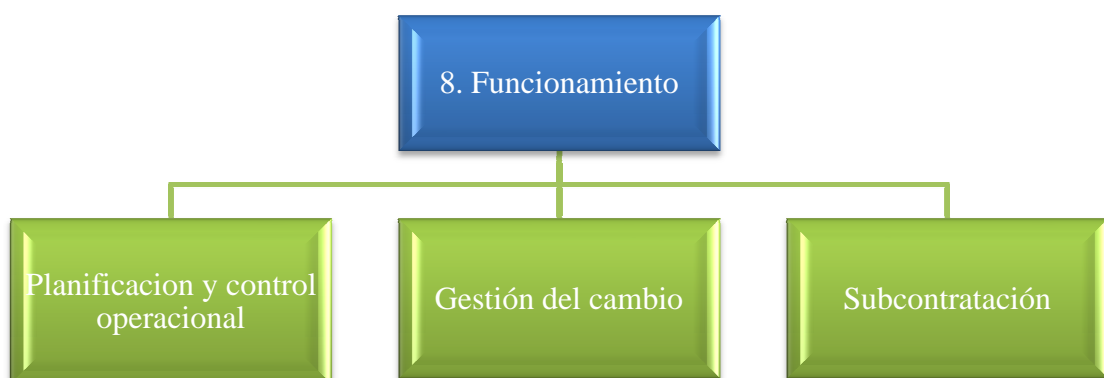 8. Funcionamiento
Planificacion y control
operacional
Gestión del cambio
Subcontratación